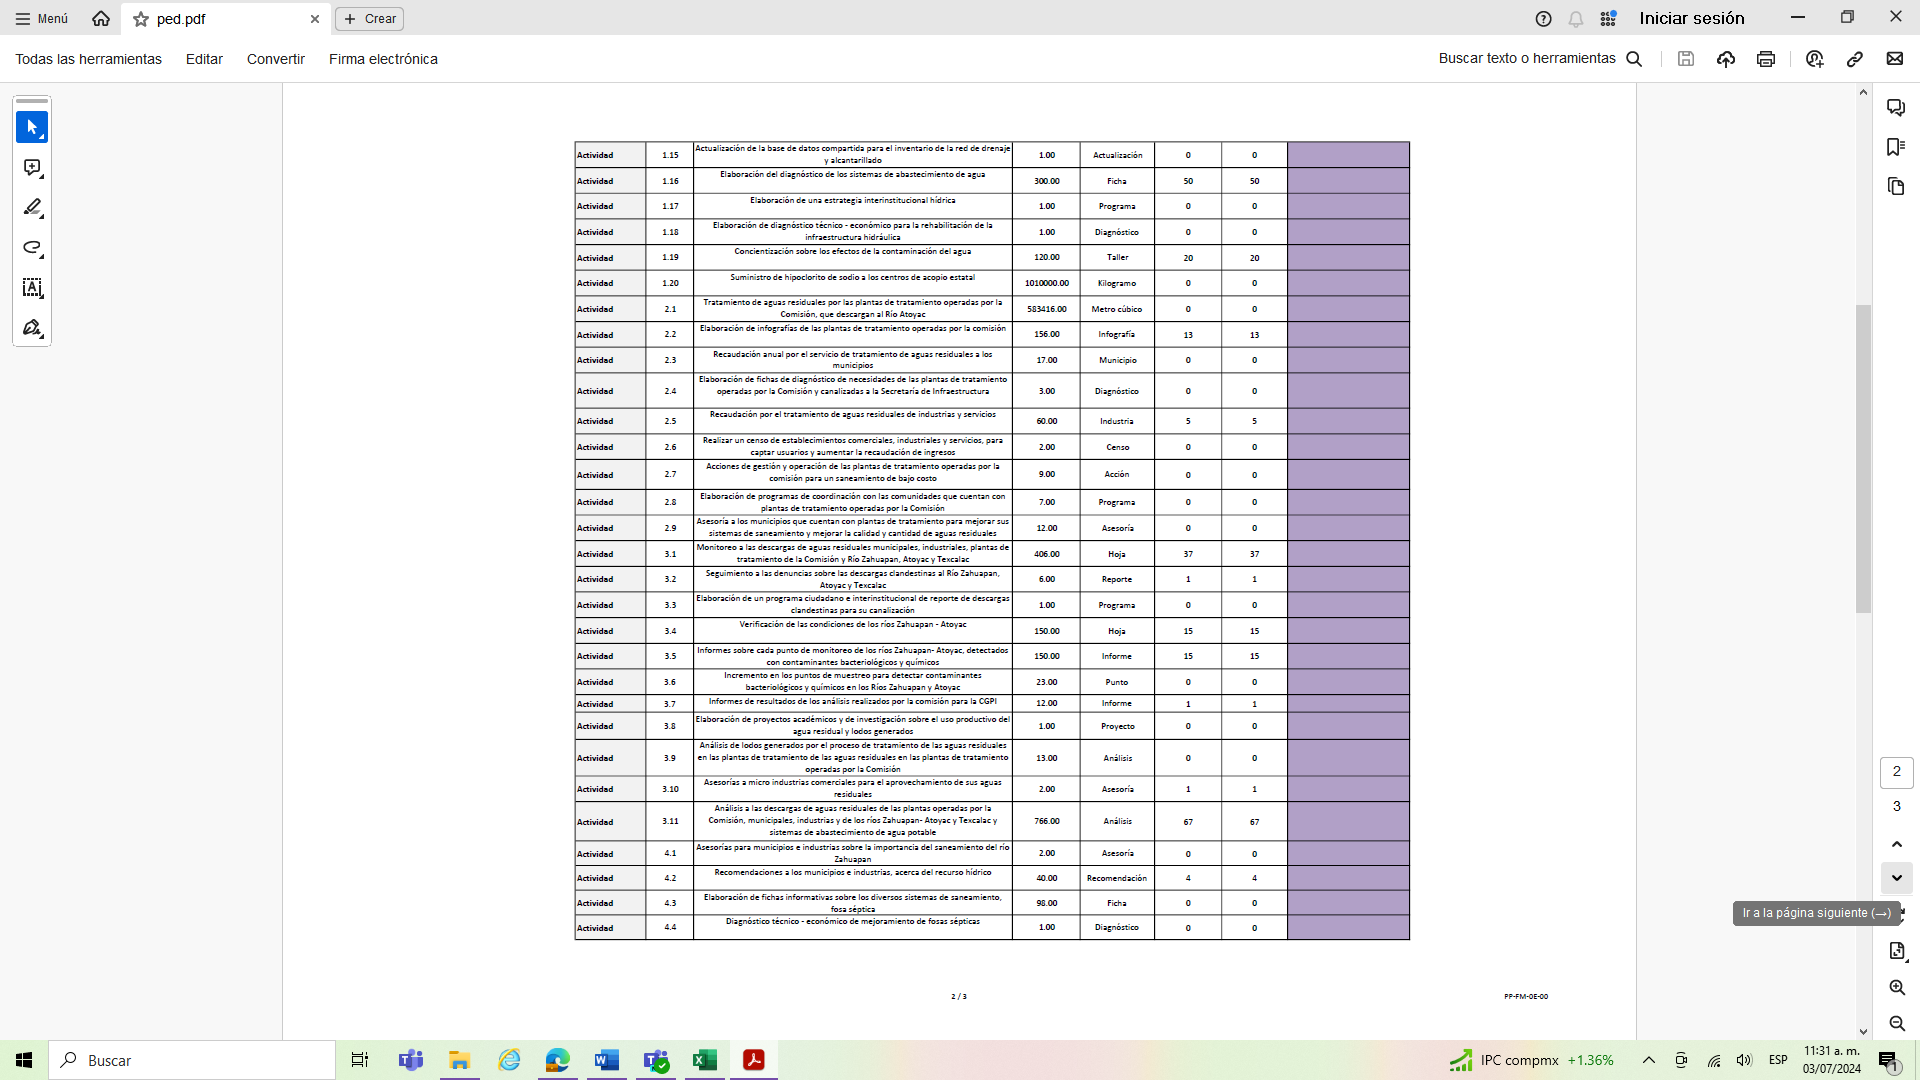 Menú
ped.pdf
Crear
Iniciar sesión
Todas las herramientas
Editar
Convertir
Firma electrónica
Buscar texto o herramientas
Actividad 1.15 Actualización de la base de datos compartida para el inventario de la red de drenaje y alcantarillado 1.00 Actualización 0 0
Actividad 1.16 Elaboración del diagnóstico de los sistemas de abastecimiento de agua 300.00 Ficha 50 50
Actividad 1.17 Elaboración de una estrategia interinstitucional hídrica 1.00 Programa 0 0
Actividad 1.18 Elaboración de diagnóstico técnico - económico para la rehabilitación de la infraestructura hidráulica 1.00 Diagnóstico 0 0
Actividad 1.19 Concientización sobre los efectos de la contaminación del agua 120.00 Taller 20 20
Actividad 1.20 Suministro de hipoclorito de sodio a los centros de acopio estatal 1010000.00 Kilogramo 0 0
Actividad 2.1 Tratamiento de aguas residuales por las plantas de tratamiento operadas por la Comisión, que descargan al Río Atoyac 583416.00 Metro cúbico 0 0
Actividad 2.2 Elaboración de infografías de las plantas de tratamiento operadas por la comisión 156.00 Infografía 13 13
Actividad 2.3 Recaudación anual por el servicio de tratamiento de aguas residuales a los municipios 17.00 Municipio 0 0
Actividad 2.4 Elaboración de fichas de diagnóstico de necesidades de las plantas de tratamiento operadas por la Comisión y canalizadas a la Secretaría de Infraestructura 3.00 Diagnóstico 0 0
Actividad 2.5 Recaudación por el tratamiento de aguas residuales de industrias y servicios 60.00 Industria 5 5
Actividad 2.6 Realizar un censo de establecimientos comerciales, industriales y servicios, para captar usuarios y aumentar la recaudación de ingresos 2.00 Censo 0 0
Actividad 2.7 Acciones de gestión y operación de las plantas de tratamiento operadas por la comisión para un saneamiento de bajo costo 9.00 Acción 0 0
Actividad 2.8 Elaboración de programas de coordinación con las comunidades que cuentan con plantas de tratamiento operadas por la Comisión 7.00 Programa 0 0
Actividad 2.9 Asesoría a los municipios que cuentan con plantas de tratamiento para mejorar sus sistemas de saneamiento y mejorar la calidad y cantidad de aguas residuales 12.00 Asesoría 0 0
Actividad 3.1 Monitoreo a las descargas de aguas residuales municipales, industriales, plantas de tratamiento de la Comisión y Río Zahuapan, Atoyac y Texcalac 406.00 Hoja 37 37
Actividad 3.2 Seguimiento a las denuncias sobre las descargas clandestinas al Río Zahuapan, Atoyac y Texcalac 6.00 Reporte 1 1
Actividad 3.3 Elaboración de un programa ciudadano e interinstitucional de reporte de descargas clandestinas para su canalización 1.00 Programa 0 0
Actividad 3.4 Verificación de las condiciones de los ríos Zahuapan - Atoyac 150.00 Hoja 15 15
Actividad 3.5 Informes sobre cada punto de monitoreo de los ríos Zahuapan- Atoyac, detectados con contaminantes bacteriológicos y químicos 150.00 Informe 15 15
Actividad 3.6 Incremento en los puntos de muestreo para detectar contaminantes bacteriológicos y químicos en los Ríos Zahuapan y Atoyac 23.00 Punto 0 0
Actividad 3.7 Informes de resultados de los análisis realizados por la comisión para la CGPI 12.00 Informe 1 1
Actividad 3.8 Elaboración de proyectos académicos y de investigación sobre el uso productivo del agua residual y lodos generados 1.00 Proyecto 0 0
Actividad 3.9 Análisis de lodos generados por el proceso de tratamiento de las aguas residuales en las plantas de tratamiento de las aguas residuales en las plantas de tratamiento operadas por la Comisión 13.00 Análisis 0 0
Actividad 3.10 Asesorías a micro industrias comerciales para el aprovechamiento de sus aguas residuales 2.00 Asesoría 1 1
Actividad 3.11 Análisis a las descargas de aguas residuales de las plantas operadas por la Comisión, municipales, industrias y de los ríos Zahuapan- Atoyac y Texcalac y sistemas de abastecimiento de agua potable 766.00 Análisis 67 67
Actividad 4.1 Asesorías para municipios e industrias sobre la importancia del saneamiento del río Zahuapan 2.00 Asesoría 0 0
Actividad 4.2 Recomendaciones a los municipios e industrias, acerca del recurso hídrico 40.00 Recomendación 4 4
Actividad 4.3 Elaboración de fichas informativas sobre los diversos sistemas de saneamiento, fosa séptica 98.00 Ficha 0 0
Actividad 4.4 Diagnóstico técnico - económico de mejoramiento de fosas sépticas 1.00 Diagnóstico 0 0
2 / 3
PP-FM-0E-00
2
3
Ir a la página siguiente (→)
Buscar
IPC compmx +1.36%
ESP
11:31 a. m.
03/07/2024
1